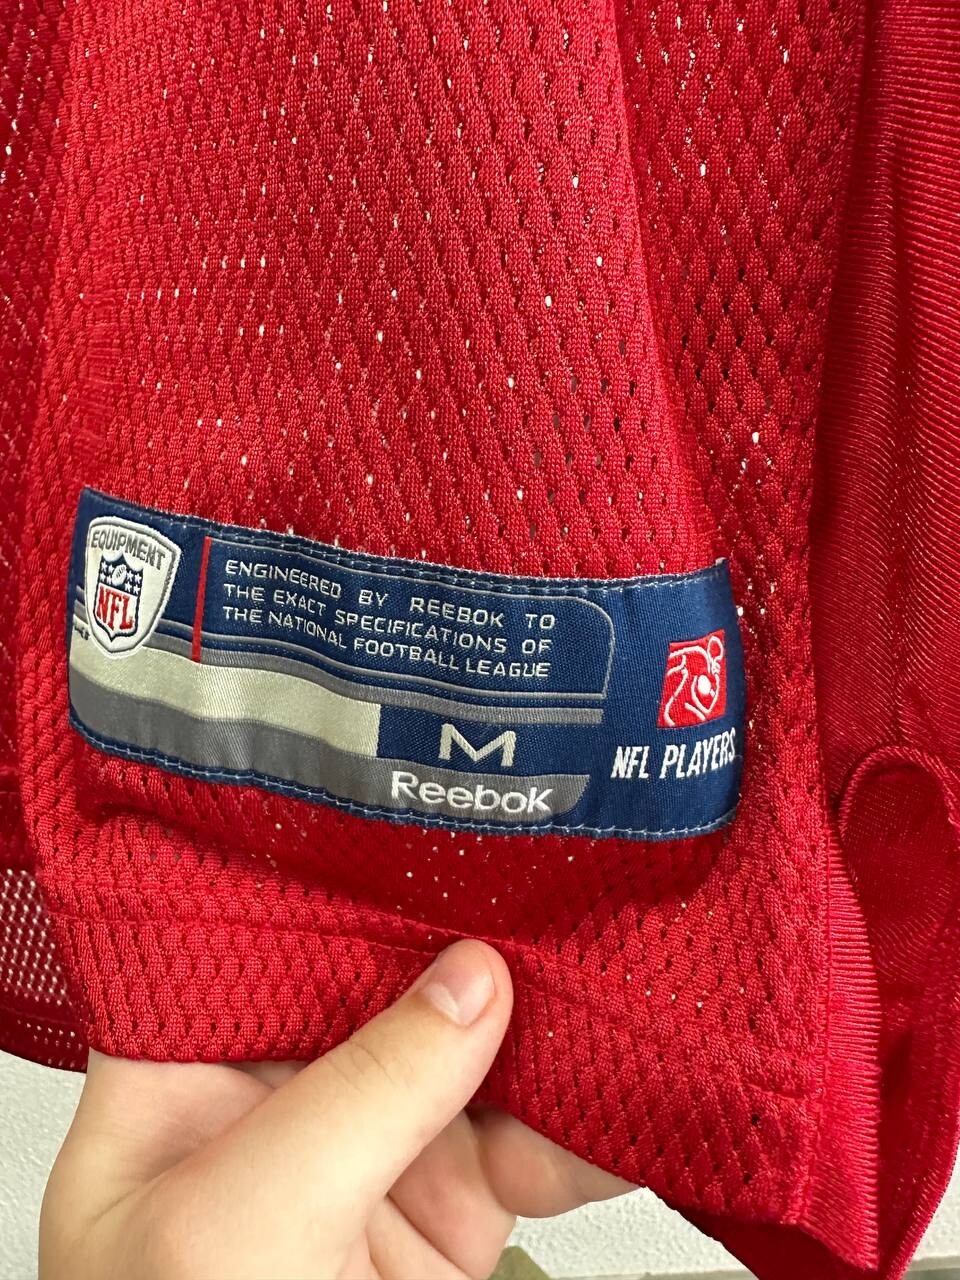 EQUIPMENT
NFL
ENGINEERED BY REEBOK TO
THE EXACT SPECIFICATIONS OF
THE NATIONAL FOOTBALL LEAGUE
M
Reebok
NFL PLAYERS